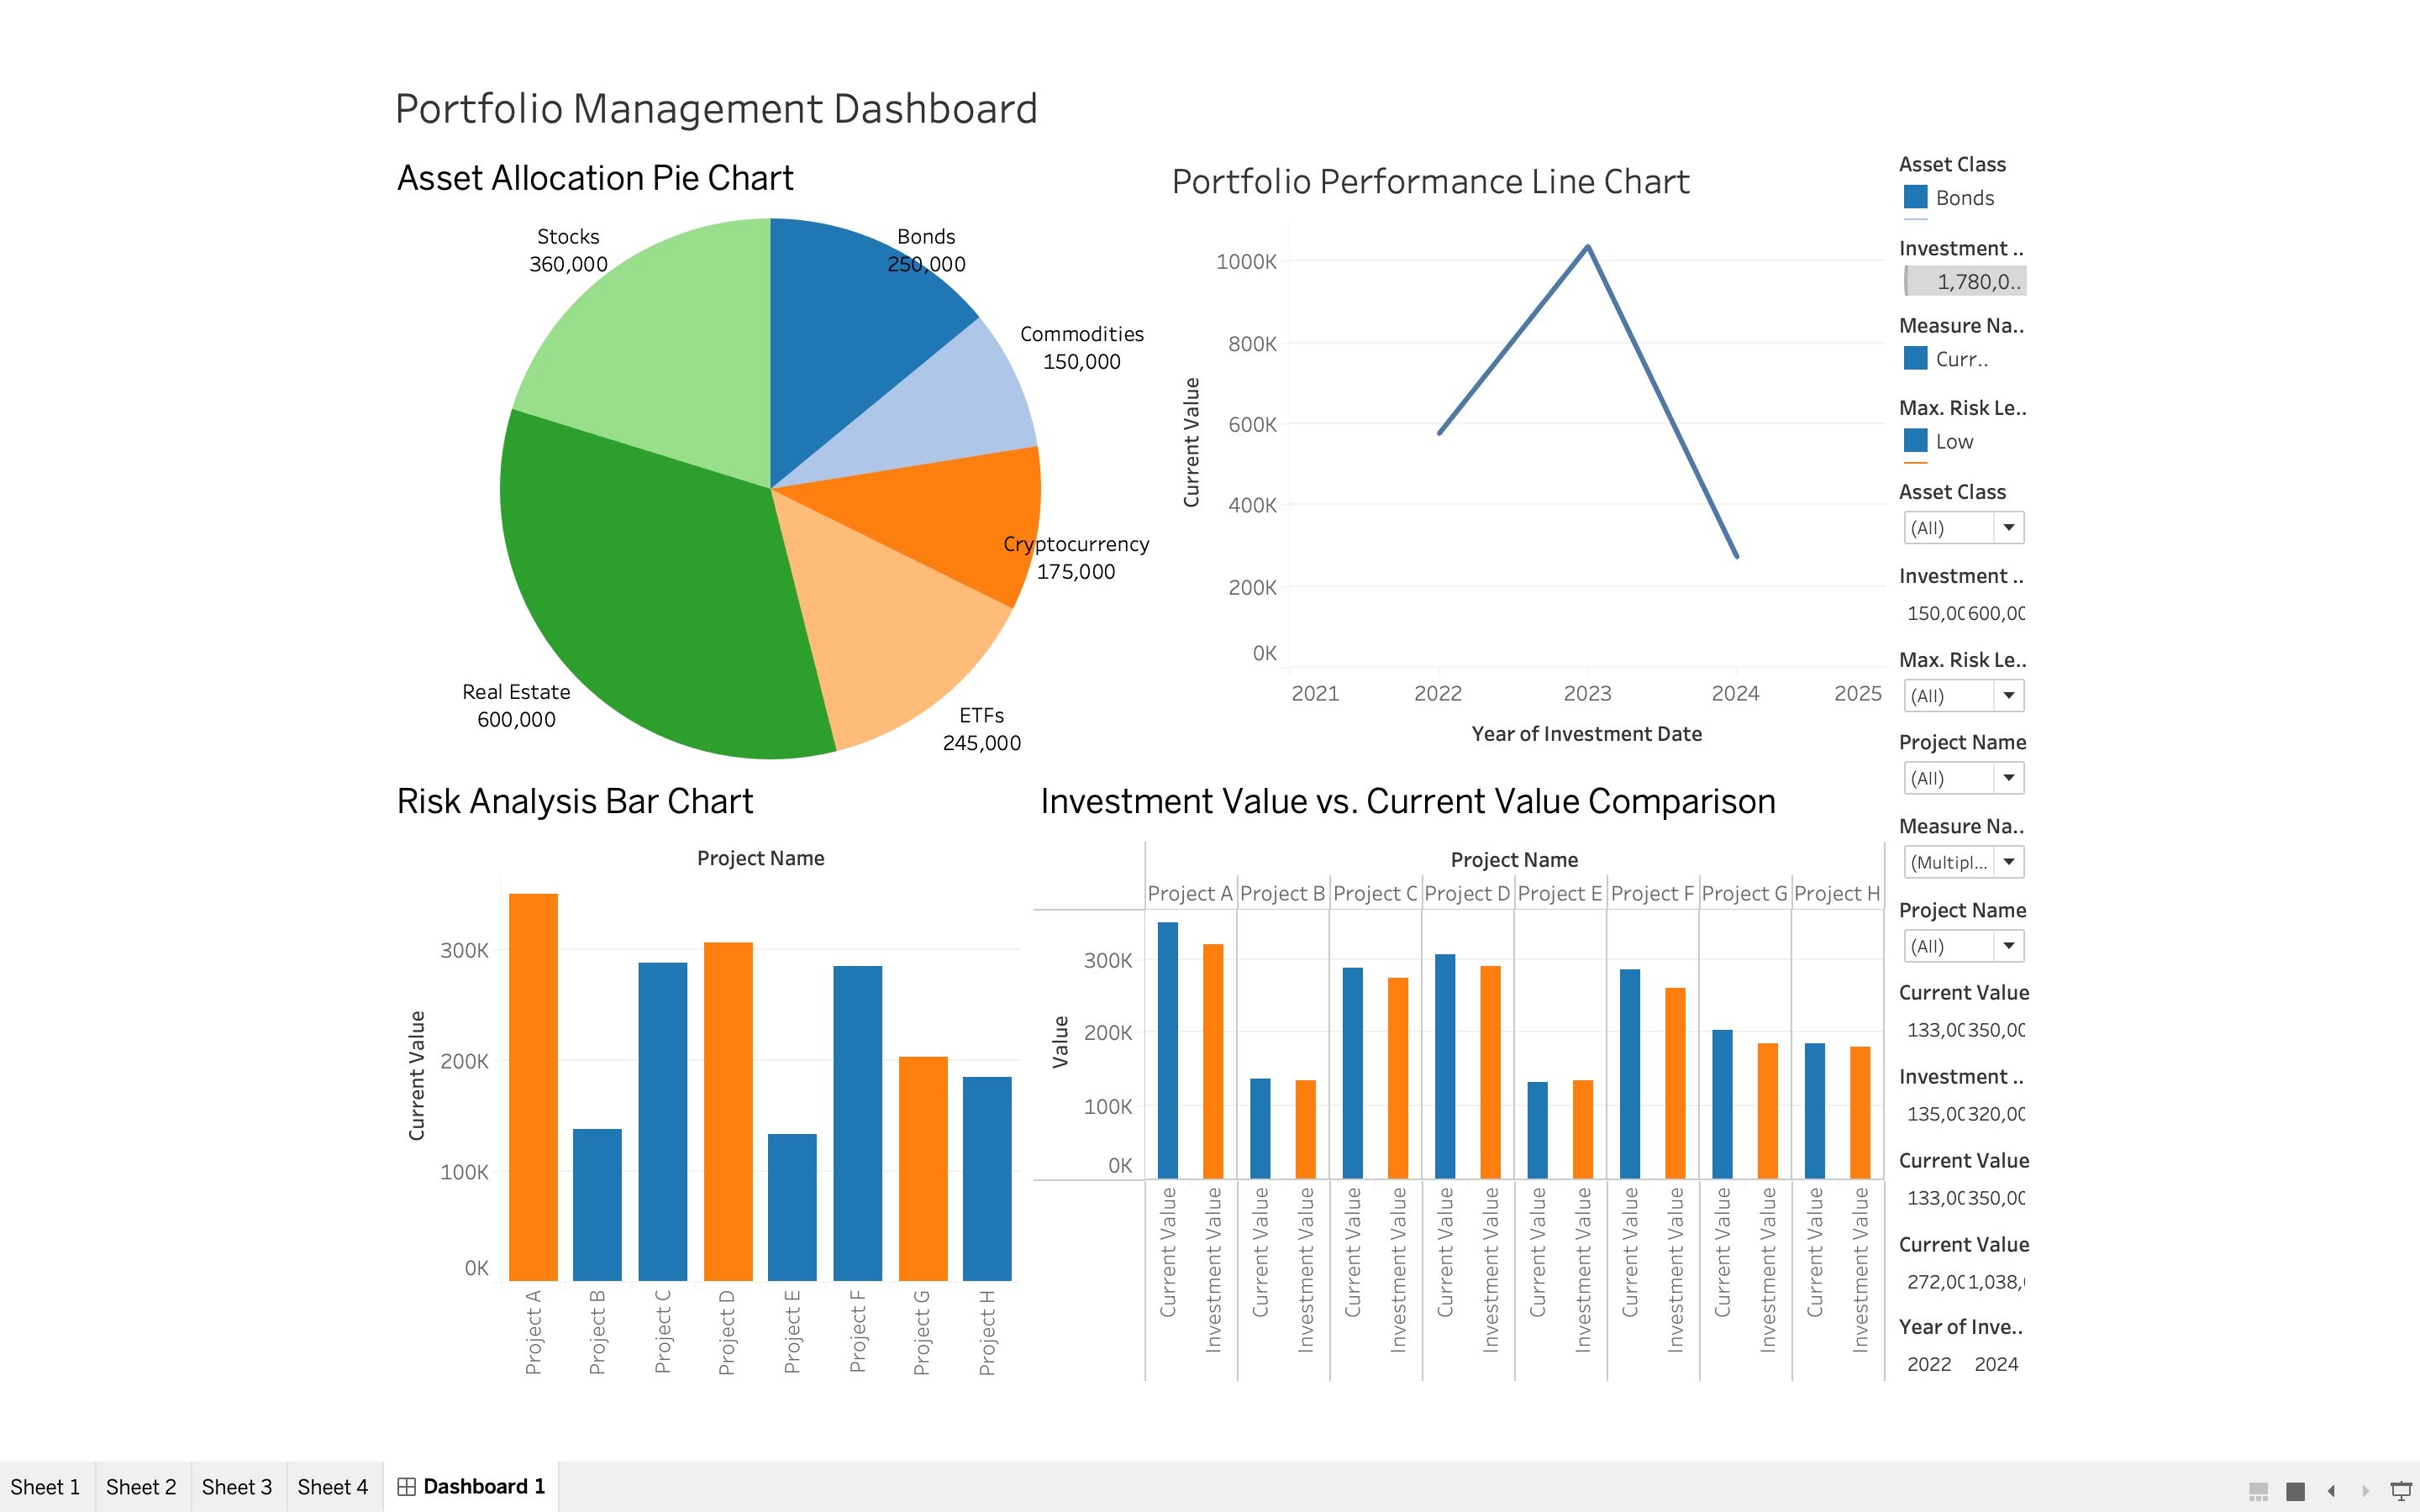 Portfolio Management Dashboard
Asset Allocation Pie Chart
Stocks
360,000
Bonds
250,000
Commodities
150,000
Cryptocurrency
175,000
ETFs
245,000
Real Estate
600,000
Portfolio Performance Line Chart
Current Value
1000K
800K
600K
400K
200K
0K
2021 2022 2023 2024 2025
Year of Investment Date
Risk Analysis Bar Chart
Project Name
Current Value
300K
200K
100K
0K
Project A
Project B
Project C
Project D
Project E
Project F
Project G
Project H
Investment Value vs. Current Value Comparison
Project Name
Project A Project B Project C Project D Project E Project F Project G Project H
Value
300K
200K
100K
0K
Current Value
Investment Value
Current Value
Investment Value
Current Value
Investment Value
Current Value
Investment Value
Current Value
Investment Value
Current Value
Investment Value
Current Value
Investment Value
Current Value
Investment Value
Asset Class
Bonds
Investment ..
1,780,0..
Measure Na..
Curr..
Max. Risk Le..
Low
Asset Class
(All)
Investment ..
150,00 600,00
Max. Risk Le..
(All)
Project Name
(All)
Measure Na..
(Multipl...
Project Name
(All)
Current Value
133,00 350,00
Investment ..
135,00 320,00
Current Value
133,00 350,00
Current Value
272,00 1,038,
Year of Inve..
2022 2024
Sheet 1 Sheet 2 Sheet 3 Sheet 4 Dashboard 1